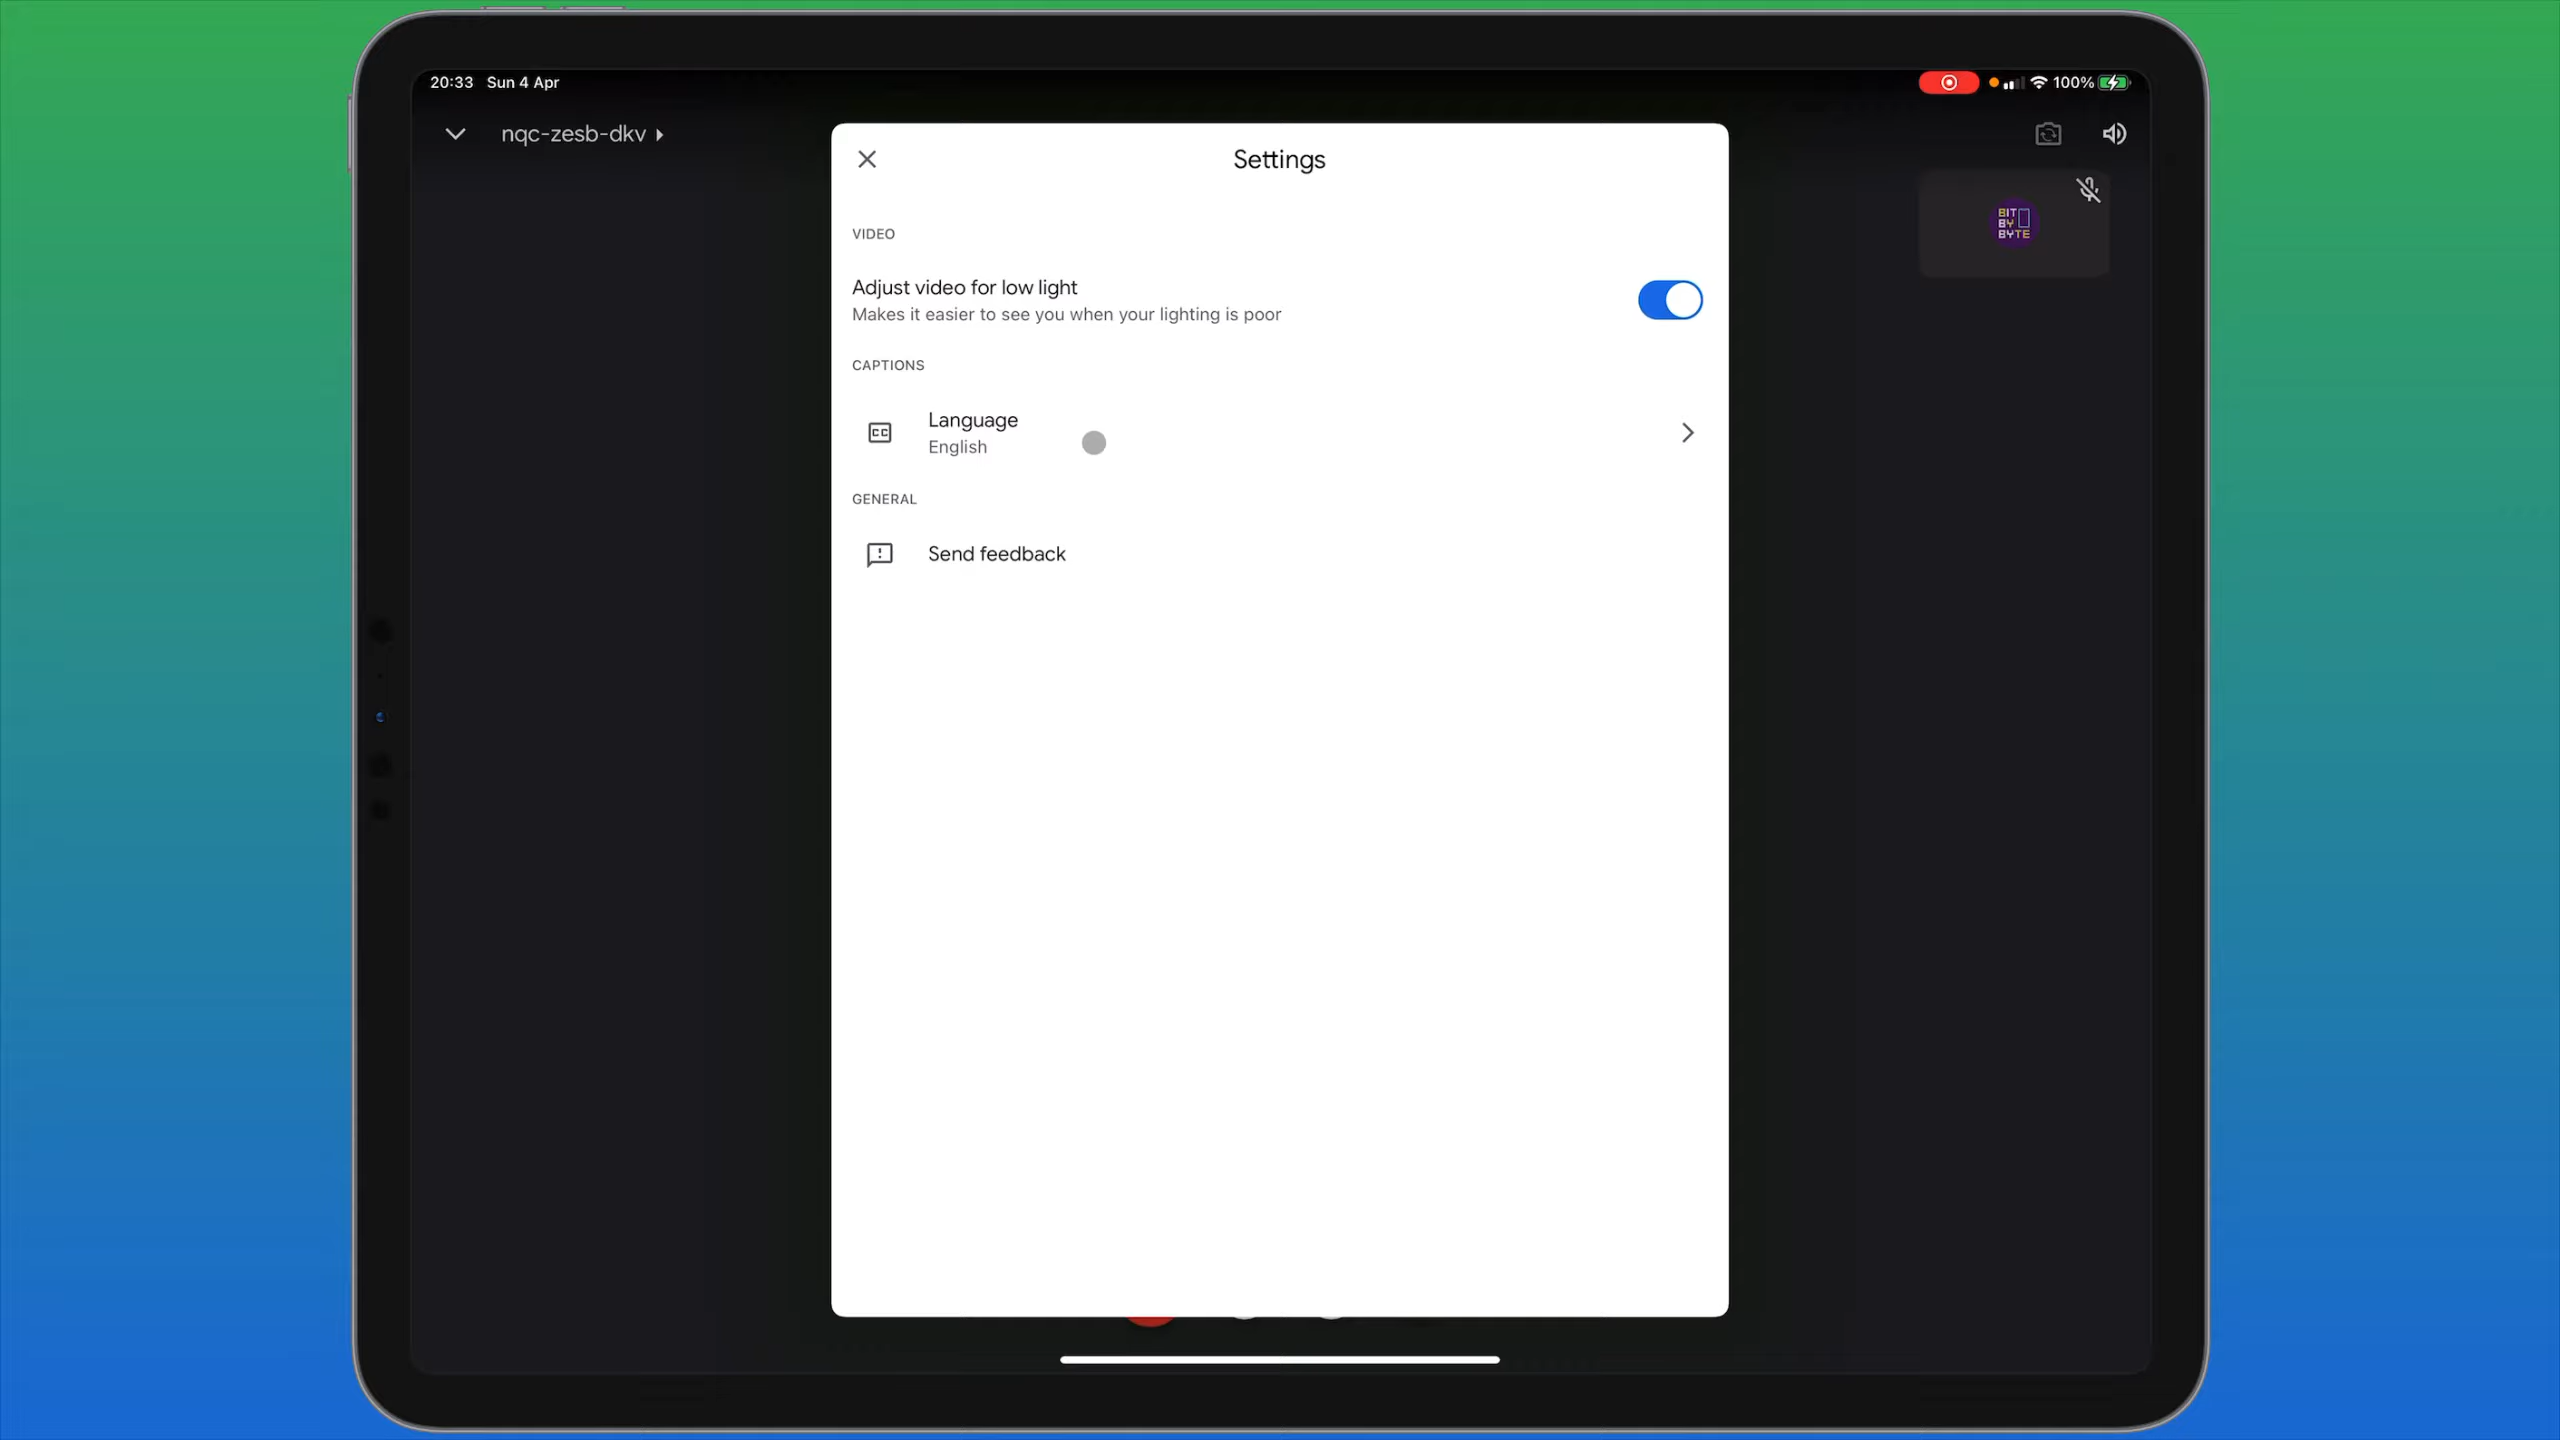 20:33 Sun 4 Apr 100%
nqc-zesb-dkv
Settings
BIT
BY
BYTE
VIDEO
Adjust video for low light
Makes it easier to see you when your lighting is poor
CAPTIONS
CC
Language
English
GENERAL
Send feedback